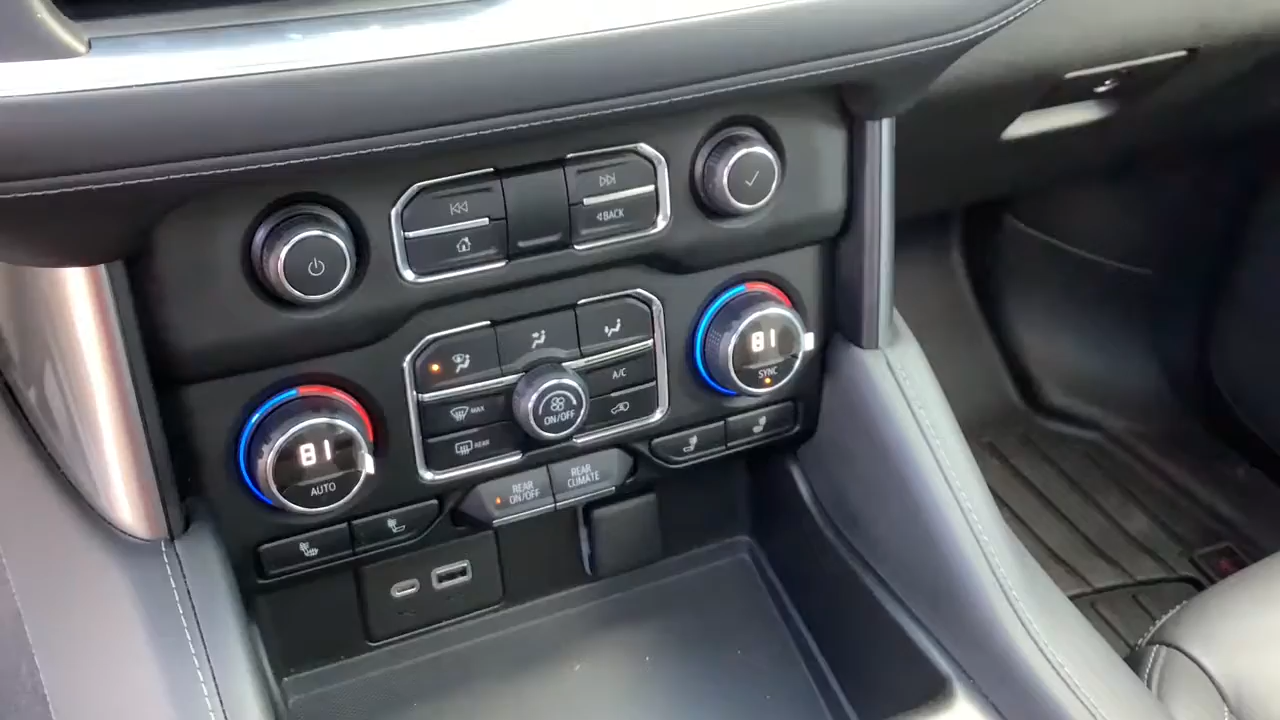 BACK
81
SYNC
A/C
MAX
ON/OFF
REAR
81
AUTO
REAR
ON/OFF
REAR
CLIMATE